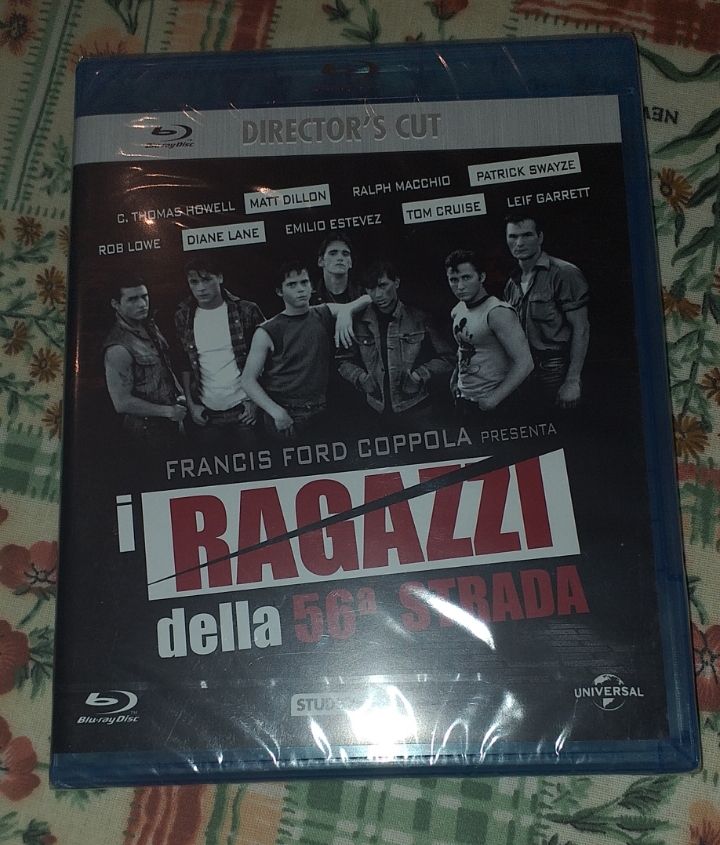 Blu-ray Disc
DIRECTOR'S CUT
C. THOMAS HOWELL MATT DILLON RALPH MACCHIO PATRICK SWAYZE
ROB LOWE DIANE LANE EMILIO ESTEVEZ TOM CRUISE LEIF GARRETT
FRANCIS FORD COPPOLA PRESENTA
i RAGAZZI
della 56ª STRADA
Blu-ray Disc
UNIVERSAL